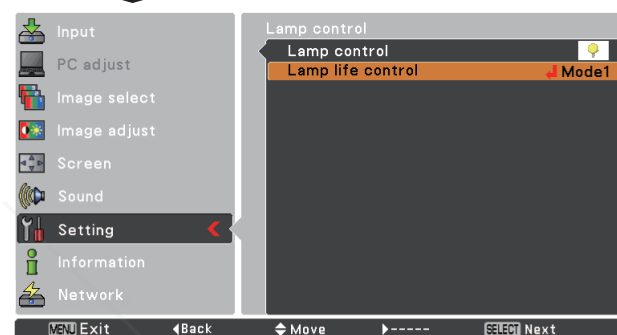 Input
PC adjust
Image select
Image adjust
Screen
Sound
Setting
Information
Network
Lamp control
Lamp control
Lamp life control Mode1
MENU Exit Back Move ----- SELECT Next